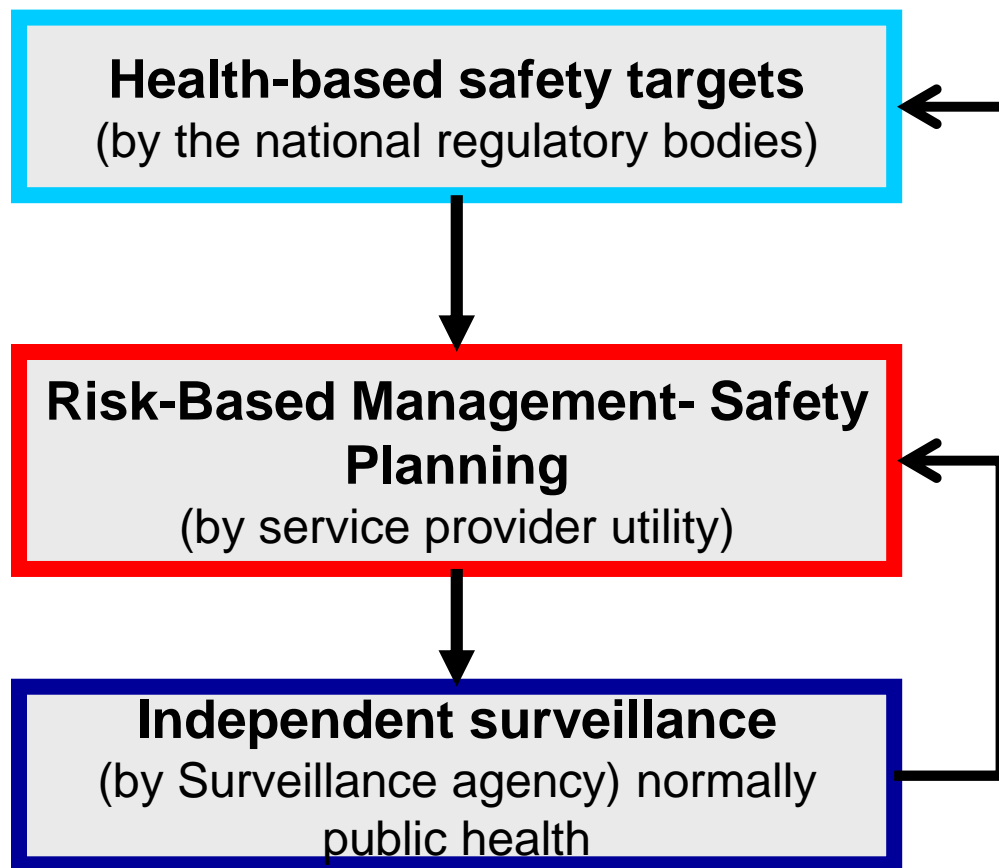 Health-based safety targets
(by the national regulatory bodies)
Risk-Based Management- Safety
Planning
(by service provider utility)
Independent surveillance
(by Surveillance agency) normally
public health